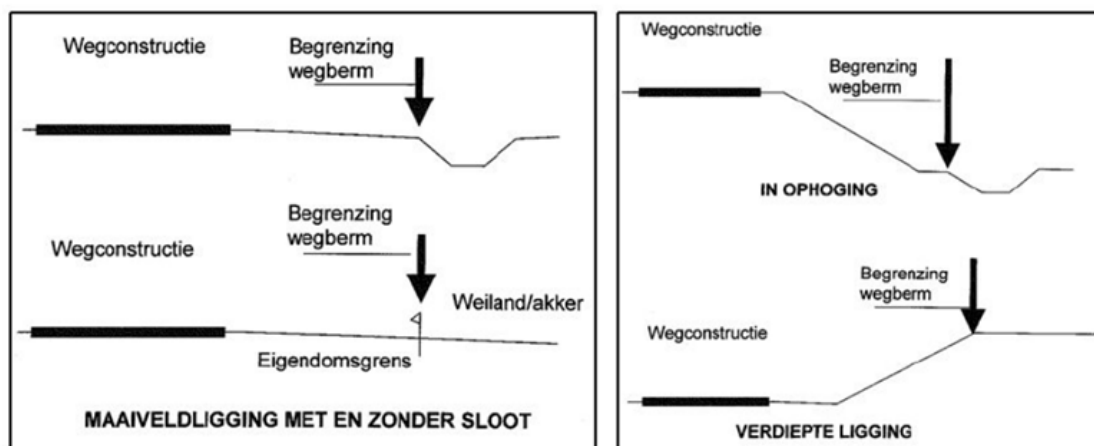 Wegconstructie
Begrenzing
wegberm
Begrenzing
wegberm
Wegconstructie
Weiland/akker
Eigendomsgrens
MAAIVELDLIGGING MET EN ZONDER SLOOT
Wegconstructie
Begrenzing
wegberm
IN OPHOGING
Begrenzing
wegberm
Wegconstructie
VERDIEPTE LIGGING